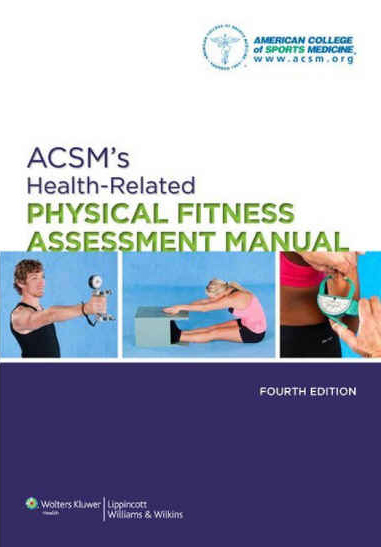 AMERICAN COLLEGE
of SPORTS MEDICINE
www.acsm.org
ACSM's
Health-Related
PHYSICAL FITNESS
ASSESSMENT MANUAL
FOURTH EDITION
Wolters Kluwer
Health
Lippincott
Williams & Wilkins